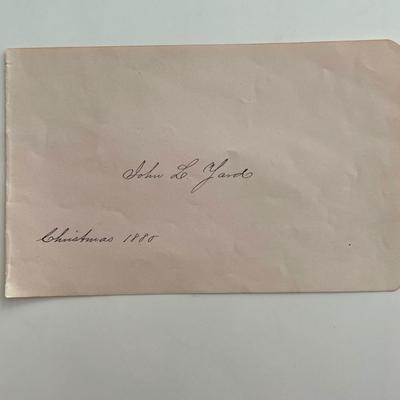 John L. Yard
Christmas 1880